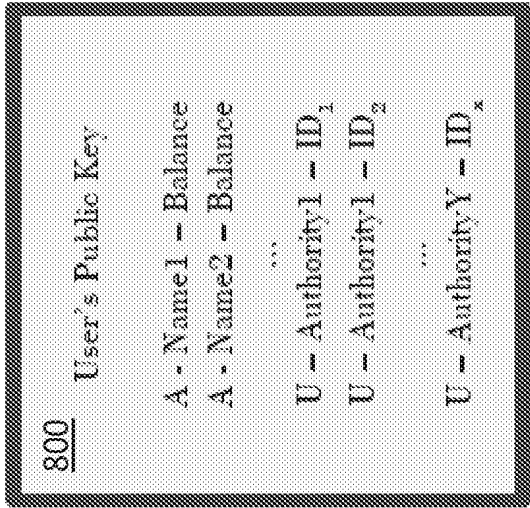 800
User's Public Key
A - Name1 – Balance
A - Name2 – Balance
...
U – Authority1 – ID₁
U – Authority1 – ID₂
...
U – AuthorityY – IDₓ